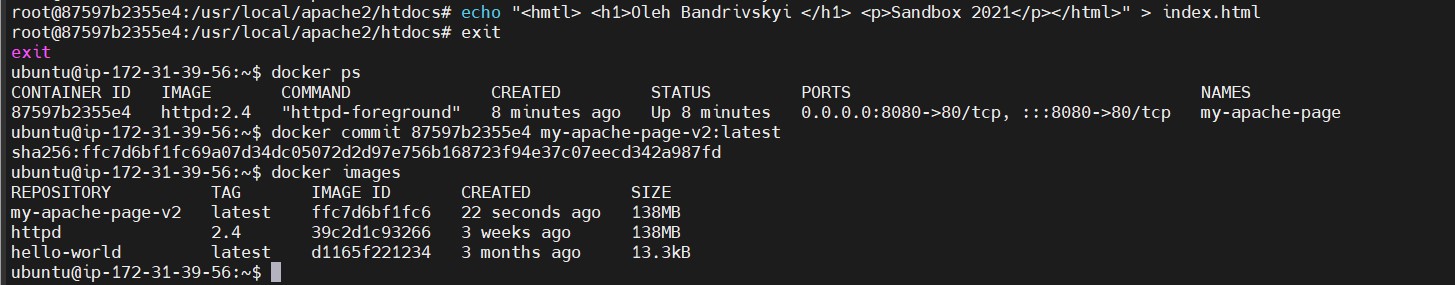 root@87597b2355e4:/usr/local/apache2/htdocs# echo "<hmtl> <h1>Oleh Bandrivskyi </h1> <p>Sandbox 2021</p></html>" > index.html
root@87597b2355e4:/usr/local/apache2/htdocs# exit
exit
ubuntu@ip-172-31-39-56:~$ docker ps
CONTAINER ID   IMAGE       COMMAND              CREATED         STATUS         PORTS                                   NAMES
87597b2355e4   httpd:2.4   "httpd-foreground"   8 minutes ago   Up 8 minutes   0.0.0.0:8080->80/tcp, :::8080->80/tcp   my-apache-page
ubuntu@ip-172-31-39-56:~$ docker commit 87597b2355e4 my-apache-page-v2:latest
sha256:ffc7d6bf1fc69a07d34dc05072d2d97e756b168723f94e37c07eecd342a987fd
ubuntu@ip-172-31-39-56:~$ docker images
REPOSITORY          TAG       IMAGE ID       CREATED          SIZE
my-apache-page-v2   latest    ffc7d6bf1fc6   22 seconds ago   138MB
httpd               2.4       39c2d1c93266   3 weeks ago      138MB
hello-world         latest    d1165f221234   3 months ago     13.3kB
ubuntu@ip-172-31-39-56:~$